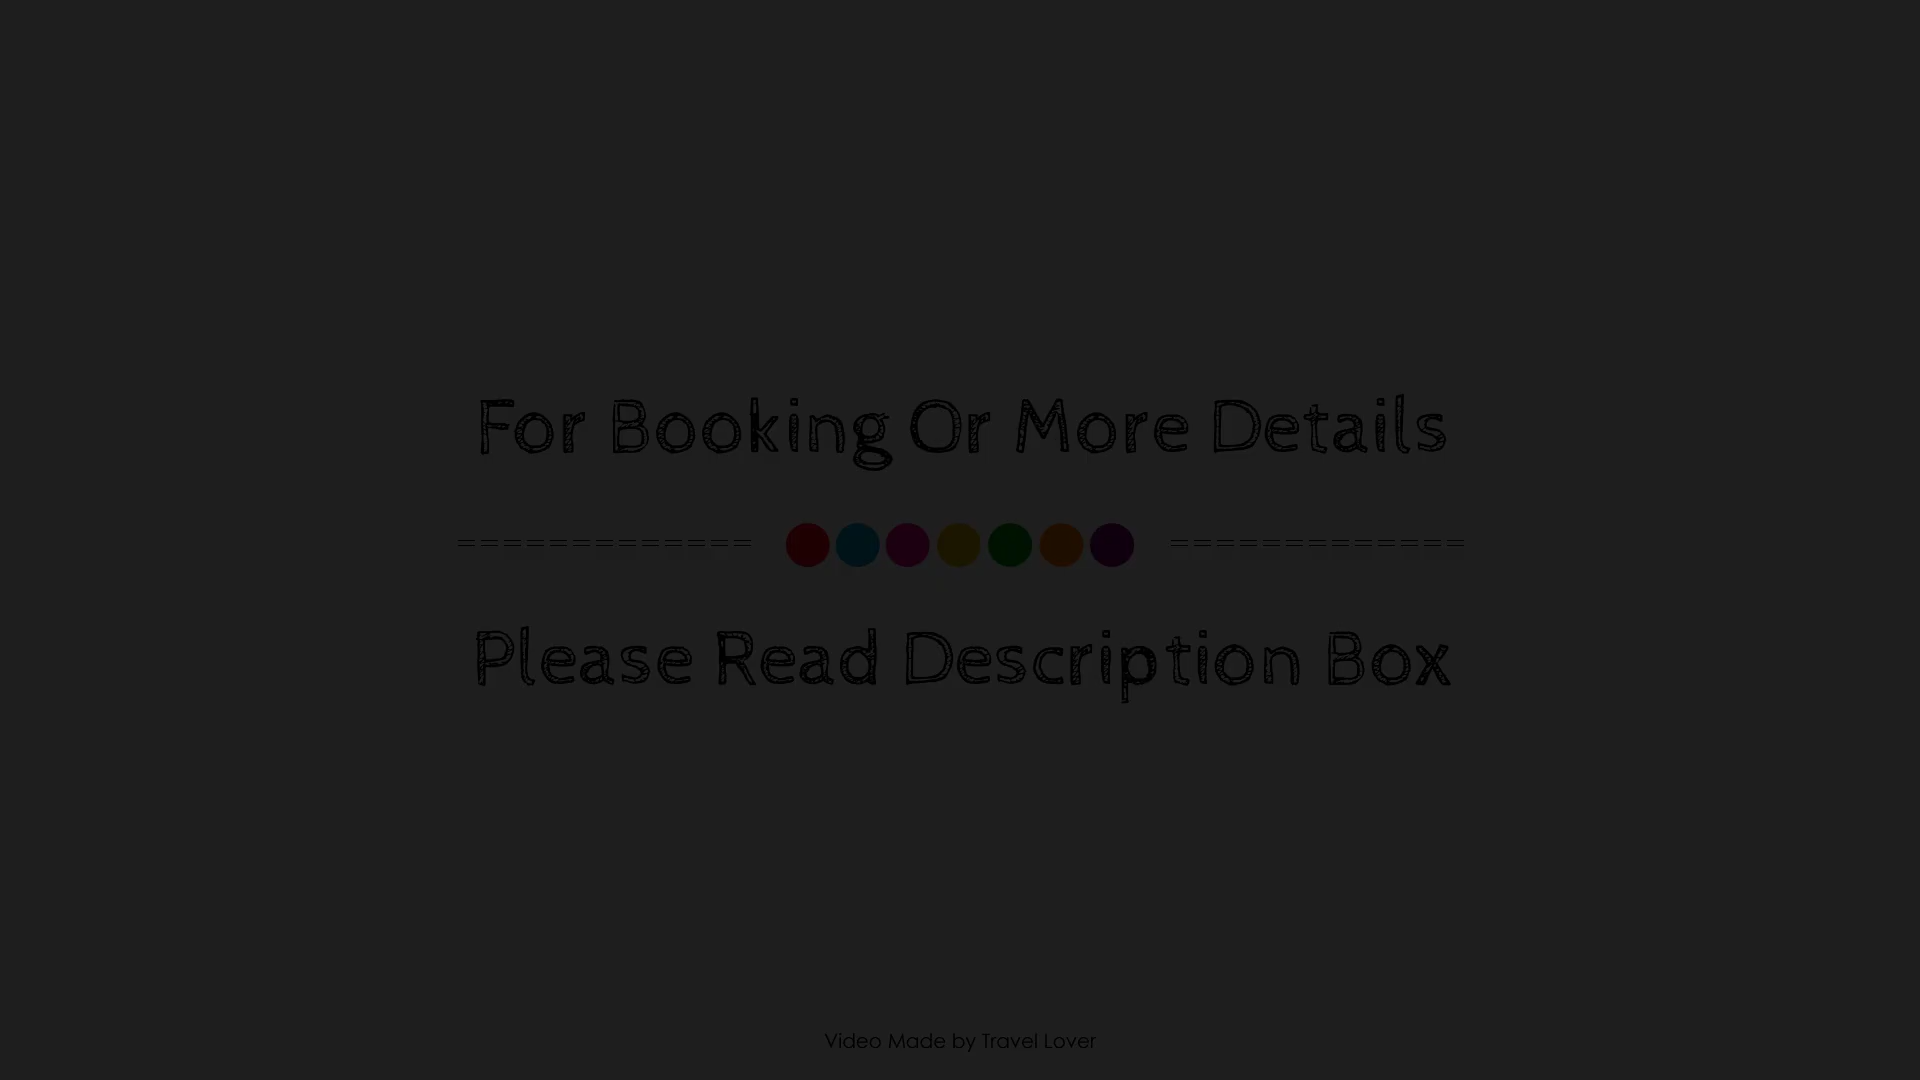 For Booking Or More Details
============= =============
Please Read Description Box
Video Made by Travel Lover